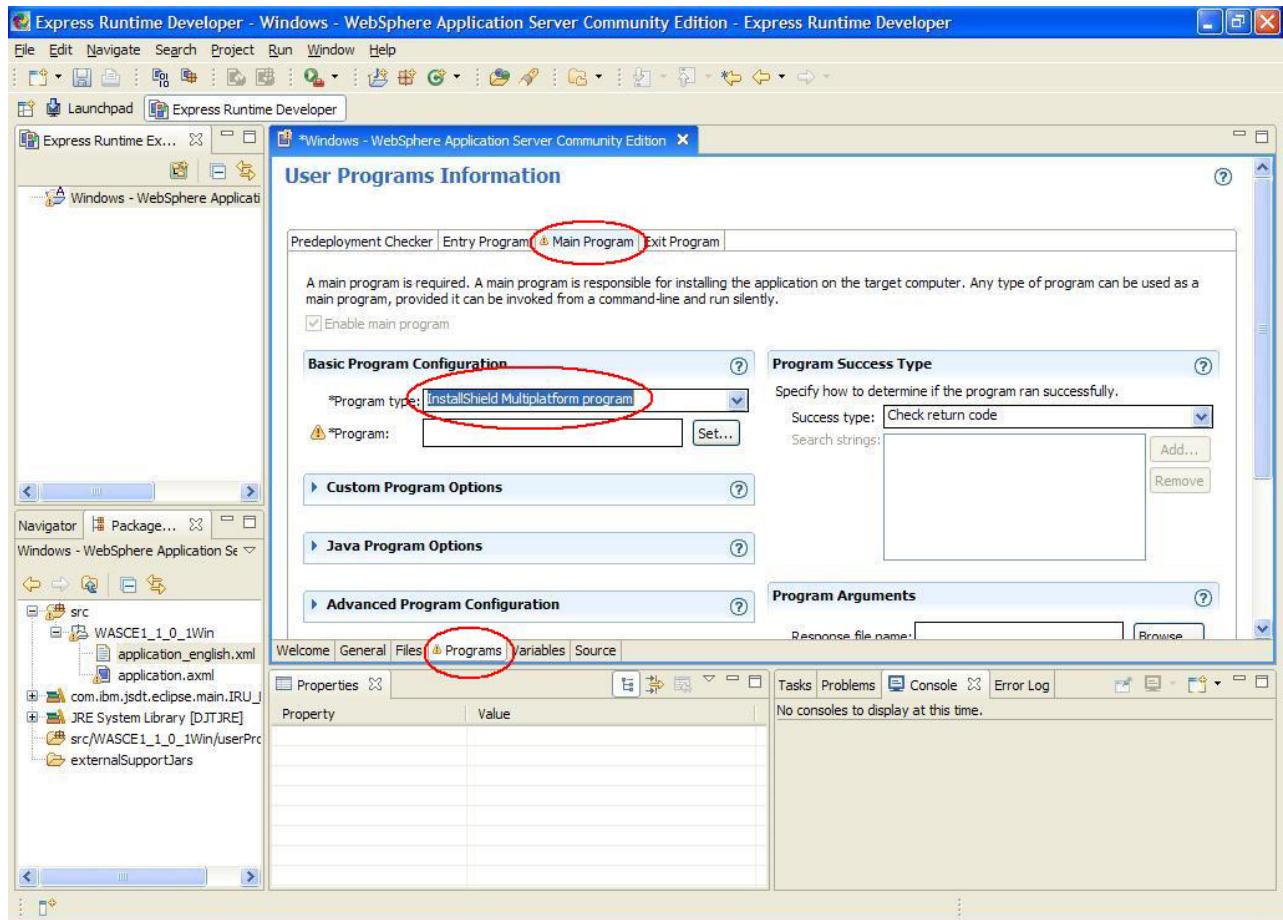 Express Runtime Developer - Windows - WebSphere Application Server Community Edition - Express Runtime Developer
File Edit Navigate Search Project Run Window Help
Launchpad Express Runtime Developer
Express Runtime Ex...
Windows - WebSphere Applicati
*Windows - WebSphere Application Server Community Edition
User Programs Information
Predeployment Checker Entry Program Main Program Exit Program
A main program is required. A main program is responsible for installing the application on the target computer. Any type of program can be used as a
main program, provided it can be invoked from a command-line and run silently.
Enable main program
Basic Program Configuration
*Program type: InstallShield Multiplatform program
*Program: Set...
Custom Program Options
Java Program Options
Advanced Program Configuration
Program Success Type
Specify how to determine if the program ran successfully.
Success type: Check return code
Search strings:
Add...
Remove
Program Arguments
Response file name: Browse...
Welcome General Files Programs Variables Source
Navigator Package...
Windows - WebSphere Application Se
src
WASCE1_1_0_1Win
application_english.xml
application.axml
com.ibm.jsdt.eclipse.main.IRU_
JRE System Library [DJTJRE]
src/WASCE1_1_0_1Win/userPro
externalSupportJars
Properties
Property Value
Tasks Problems Console Error Log
No consoles to display at this time.